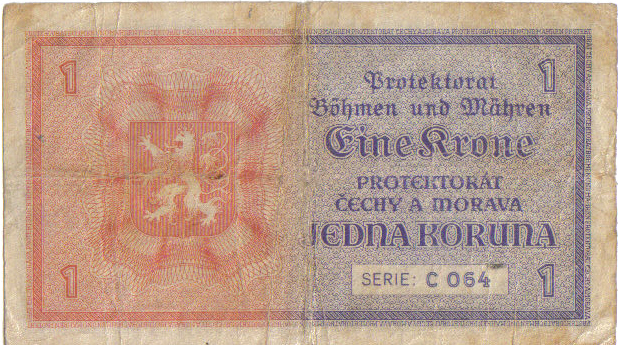 1
1
Protektorat
Böhmen und Mähren
Eine Krone
PROTEKTORÁT
ČECHY A MORAVA
JEDNA KORUNA
SERIE: C 064
1
1